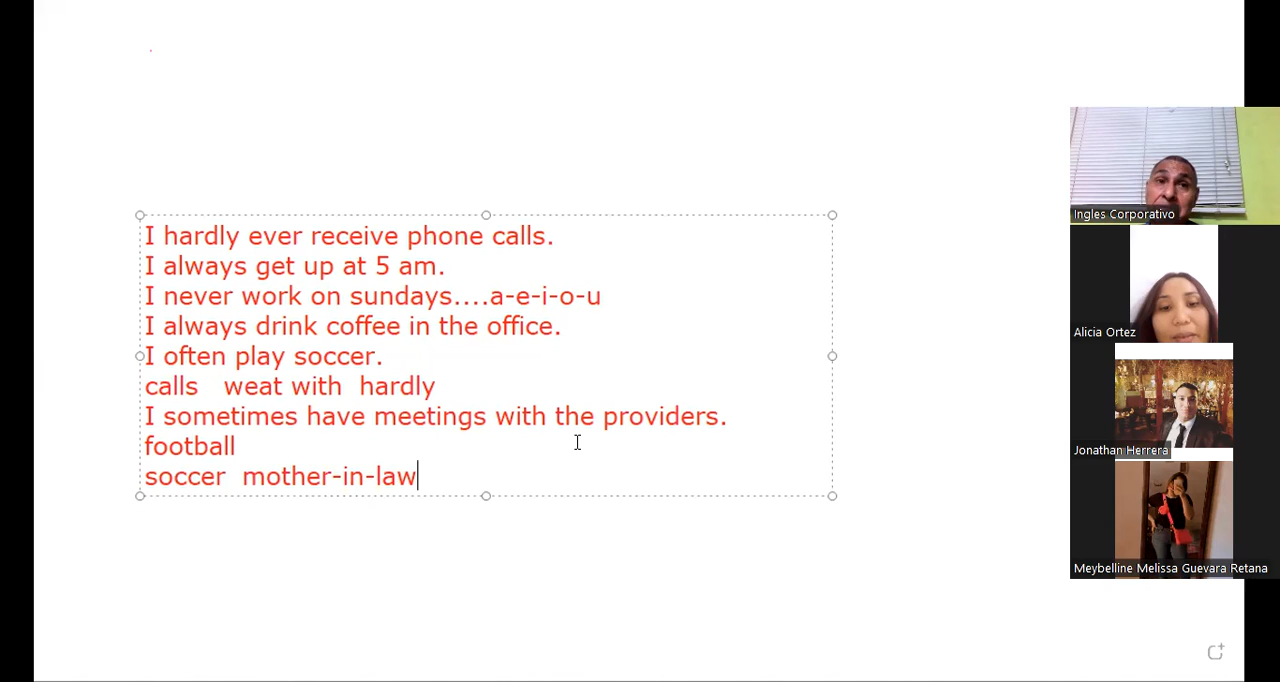 I hardly ever receive phone calls.
I always get up at 5 am.
I never work on sundays....a-e-i-o-u
I always drink coffee in the office.
I often play soccer.
calls weat with hardly
I sometimes have meetings with the providers.
football
soccer mother-in-law
Ingles Corporativo
Alicia Ortez
Jonathan Herrera
Meybelline Melissa Guevara Retana